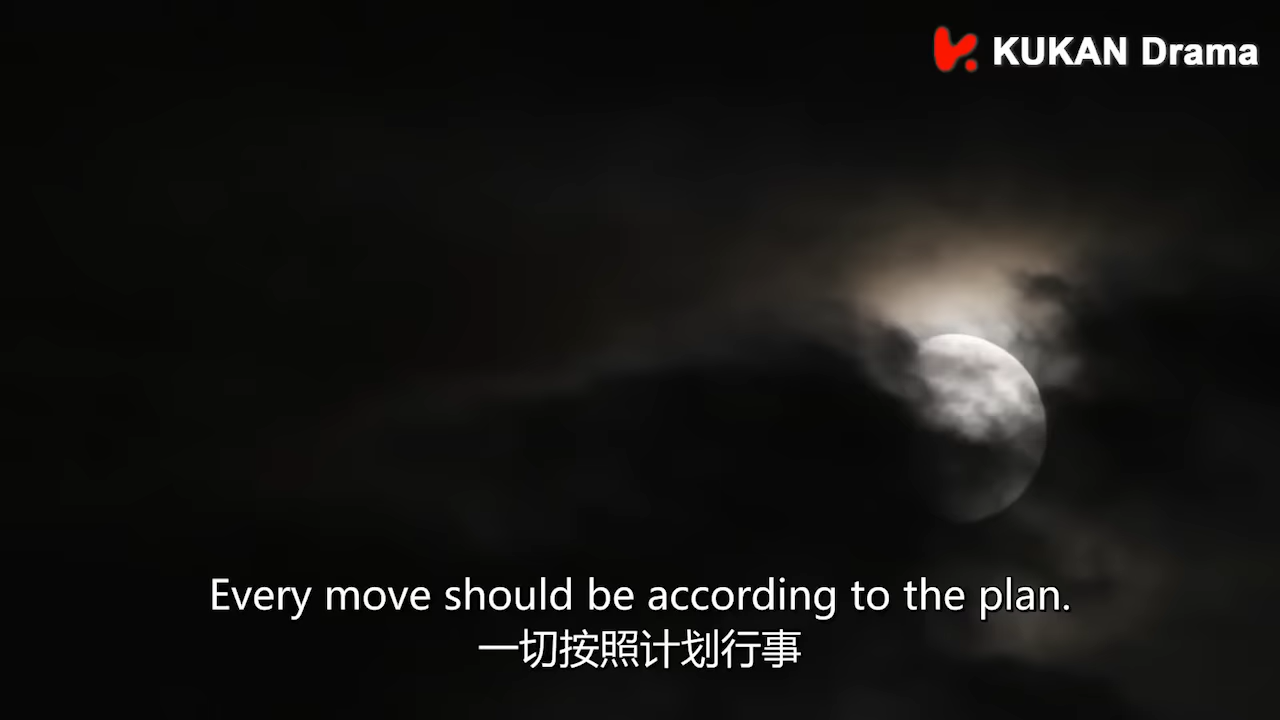 KUKAN Drama
Every move should be according to the plan.
一切按照计划行事